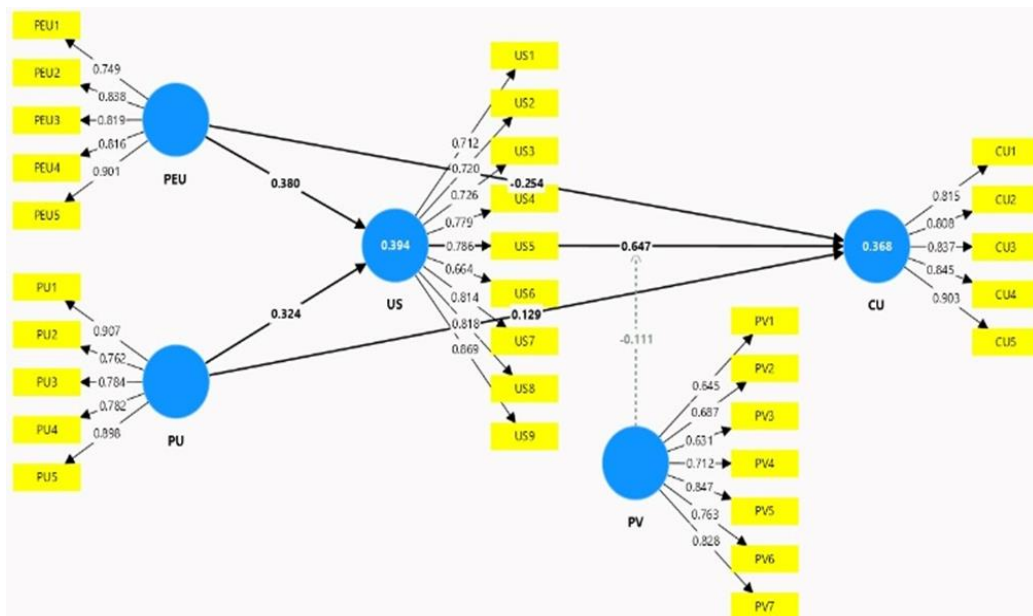 PEU1
PEU2
PEU3
PEU4
PEU5
0.749
0.838
0.819
0.816
0.901
PEU
0.380
-0.254
PU1
PU2
PU3
PU4
PU5
0.907
0.762
0.784
0.782
0.898
PU
0.324
0.129
0.394
US
US1
US2
US3
US4
US5
US6
US7
US8
US9
0.712
0.720
0.726
0.779
0.786
0.664
0.814
0.818
0.869
0.647
-0.111
PV1
PV2
PV3
PV4
PV5
PV6
PV7
0.645
0.687
0.631
0.712
0.847
0.763
0.828
PV
0.368
CU
CU1
CU2
CU3
CU4
CU5
0.815
0.808
0.837
0.845
0.903